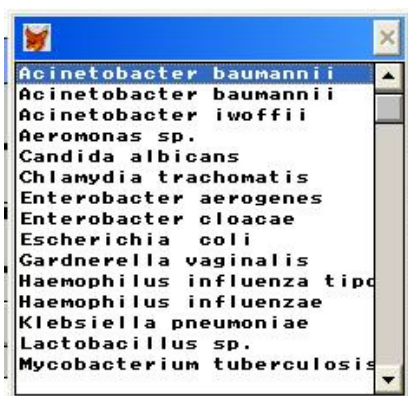 Acinetobacter baumannii
Acinetobacter baumannii
Acinetobacter iwoffii
Aeromonas sp.
Candida albicans
Chlamydia trachomatis
Enterobacter aerogenes
Enterobacter cloacae
Escherichia  coli
Gardnerella vaginalis
Haemophilus influenza tipo
Haemophilus influenzae
Klebsiella pneumoniae
Lactobacillus sp.
Mycobacterium tuberculosis